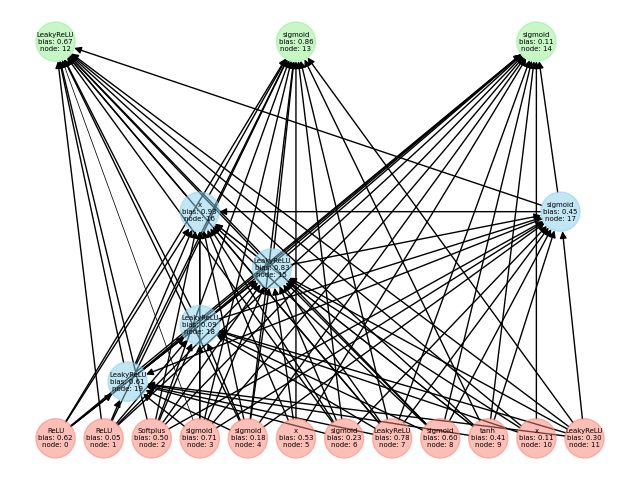 LeakyReLU
bias: 0.67
node: 12
sigmoid
bias: 0.86
node: 13
sigmoid
bias: 0.11
node: 14
x
bias: 0.98
node: 16
sigmoid
bias: 0.45
node: 17
LeakyReLU
bias: 0.83
node: 15
LeakyReLU
bias: 0.09
node: 18
LeakyReLU
bias: 0.61
node: 19
ReLU
bias: 0.62
node: 0
ReLU
bias: 0.05
node: 1
Softplus
bias: 0.50
node: 2
sigmoid
bias: 0.71
node: 3
sigmoid
bias: 0.18
node: 4
x
bias: 0.53
node: 5
sigmoid
bias: 0.23
node: 6
LeakyReLU
bias: 0.78
node: 7
sigmoid
bias: 0.60
node: 8
tanh
bias: 0.41
node: 9
x
bias: 0.11
node: 10
LeakyReLU
bias: 0.30
node: 11